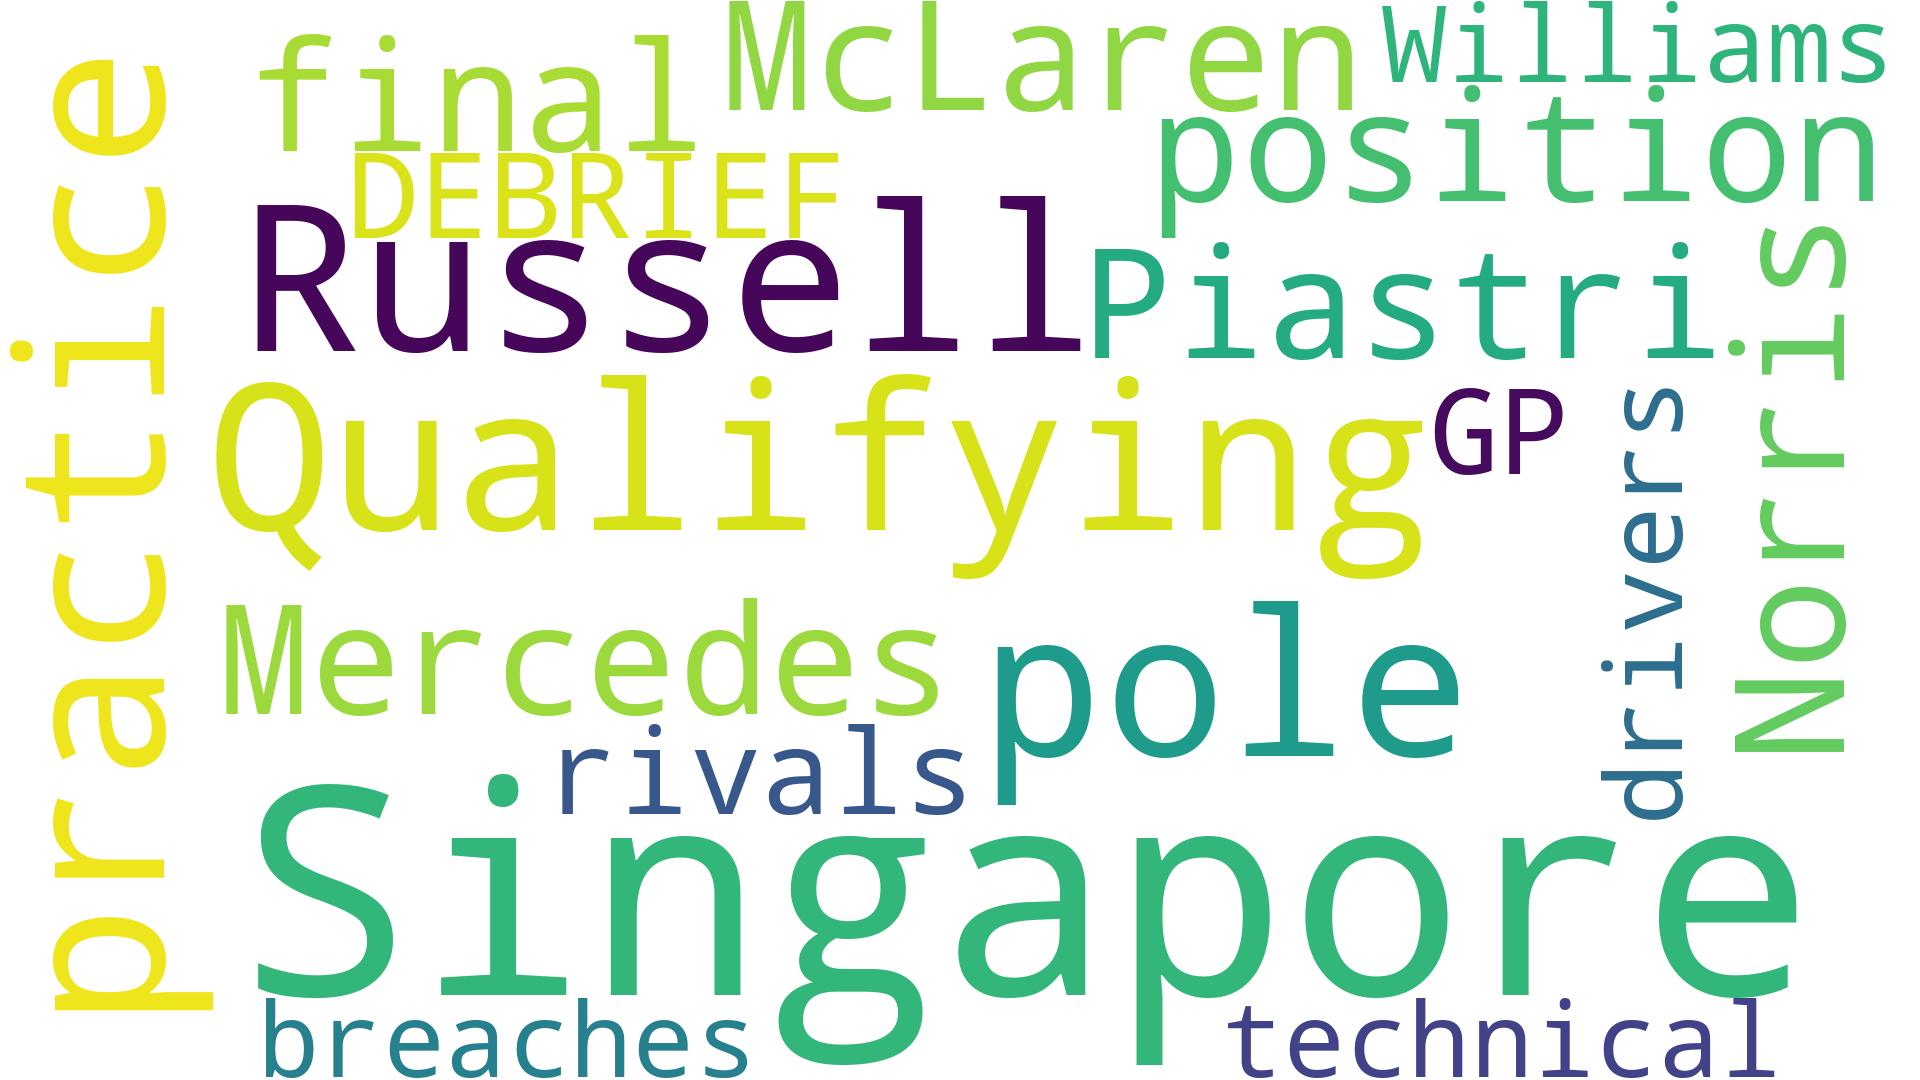 practice
final
McLaren
Williams
DEBRIEF
position
Russell
Piastri
Norris
Qualifying
GP
drivers
Mercedes
pole
rivals
Singapore
breaches
technical